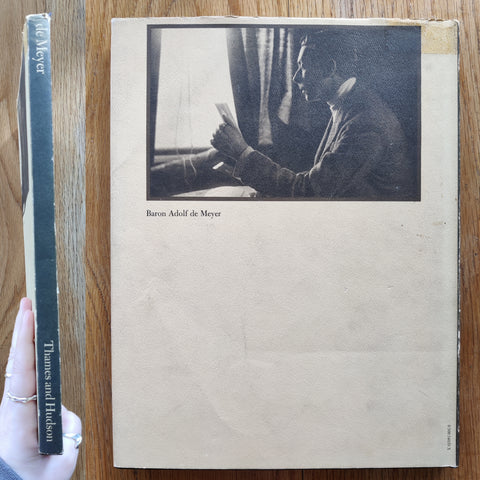 de Meyer
Thames and Hudson
Baron Adolf de Meyer